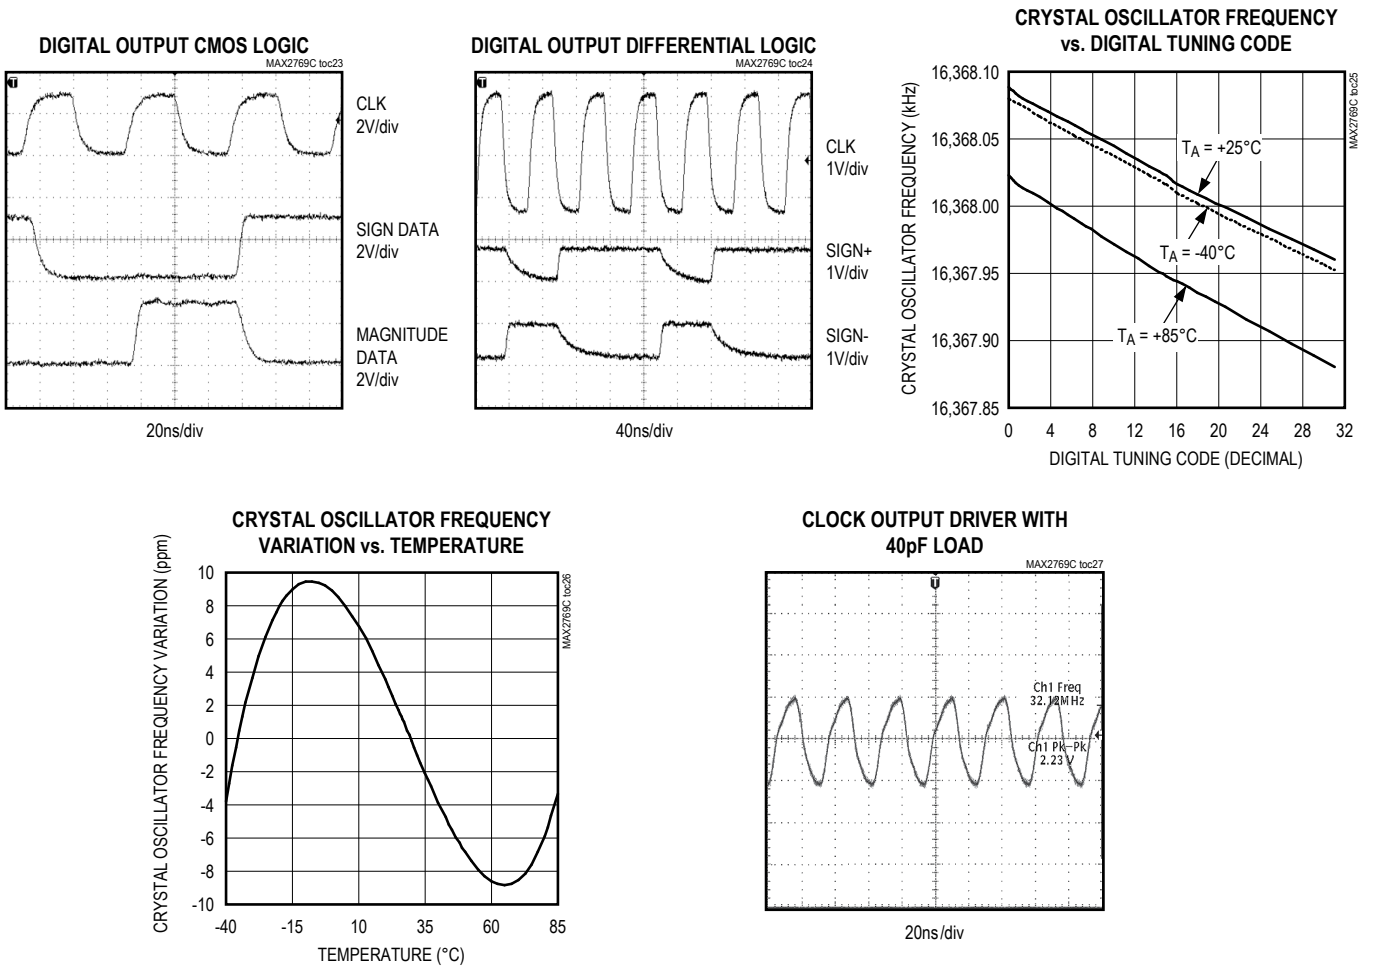 DIGITAL OUTPUT CMOS LOGIC
MAX2769C toc23
T
CLK
2V/div
SIGN DATA
2V/div
MAGNITUDE
DATA
2V/div
20ns/div
DIGITAL OUTPUT DIFFERENTIAL LOGIC
MAX2769C toc24
T
CLK
1V/div
SIGN+
1V/div
SIGN-
1V/div
40ns/div
CRYSTAL OSCILLATOR FREQUENCY
vs. DIGITAL TUNING CODE
MAX2769C toc25
CRYSTAL OSCILLATOR FREQUENCY (kHz)
16,368.10
16,368.05
16,368.00
16,367.95
16,367.90
16,367.85
TA = +25°C
TA = -40°C
TA = +85°C
0 4 8 12 16 20 24 28 32
DIGITAL TUNING CODE (DECIMAL)
CRYSTAL OSCILLATOR FREQUENCY
VARIATION vs. TEMPERATURE
MAX2769C toc26
CRYSTAL OSCILLATOR FREQUENCY VARIATION (ppm)
10
8
6
4
2
0
-2
-4
-6
-8
-10
-40 -15 10 35 60 85
TEMPERATURE (°C)
CLOCK OUTPUT DRIVER WITH
40pF LOAD
MAX2769C toc27
T
Ch1 Freq
32.12MHz
Ch1 Pk-Pk
2.23 V
20ns/div